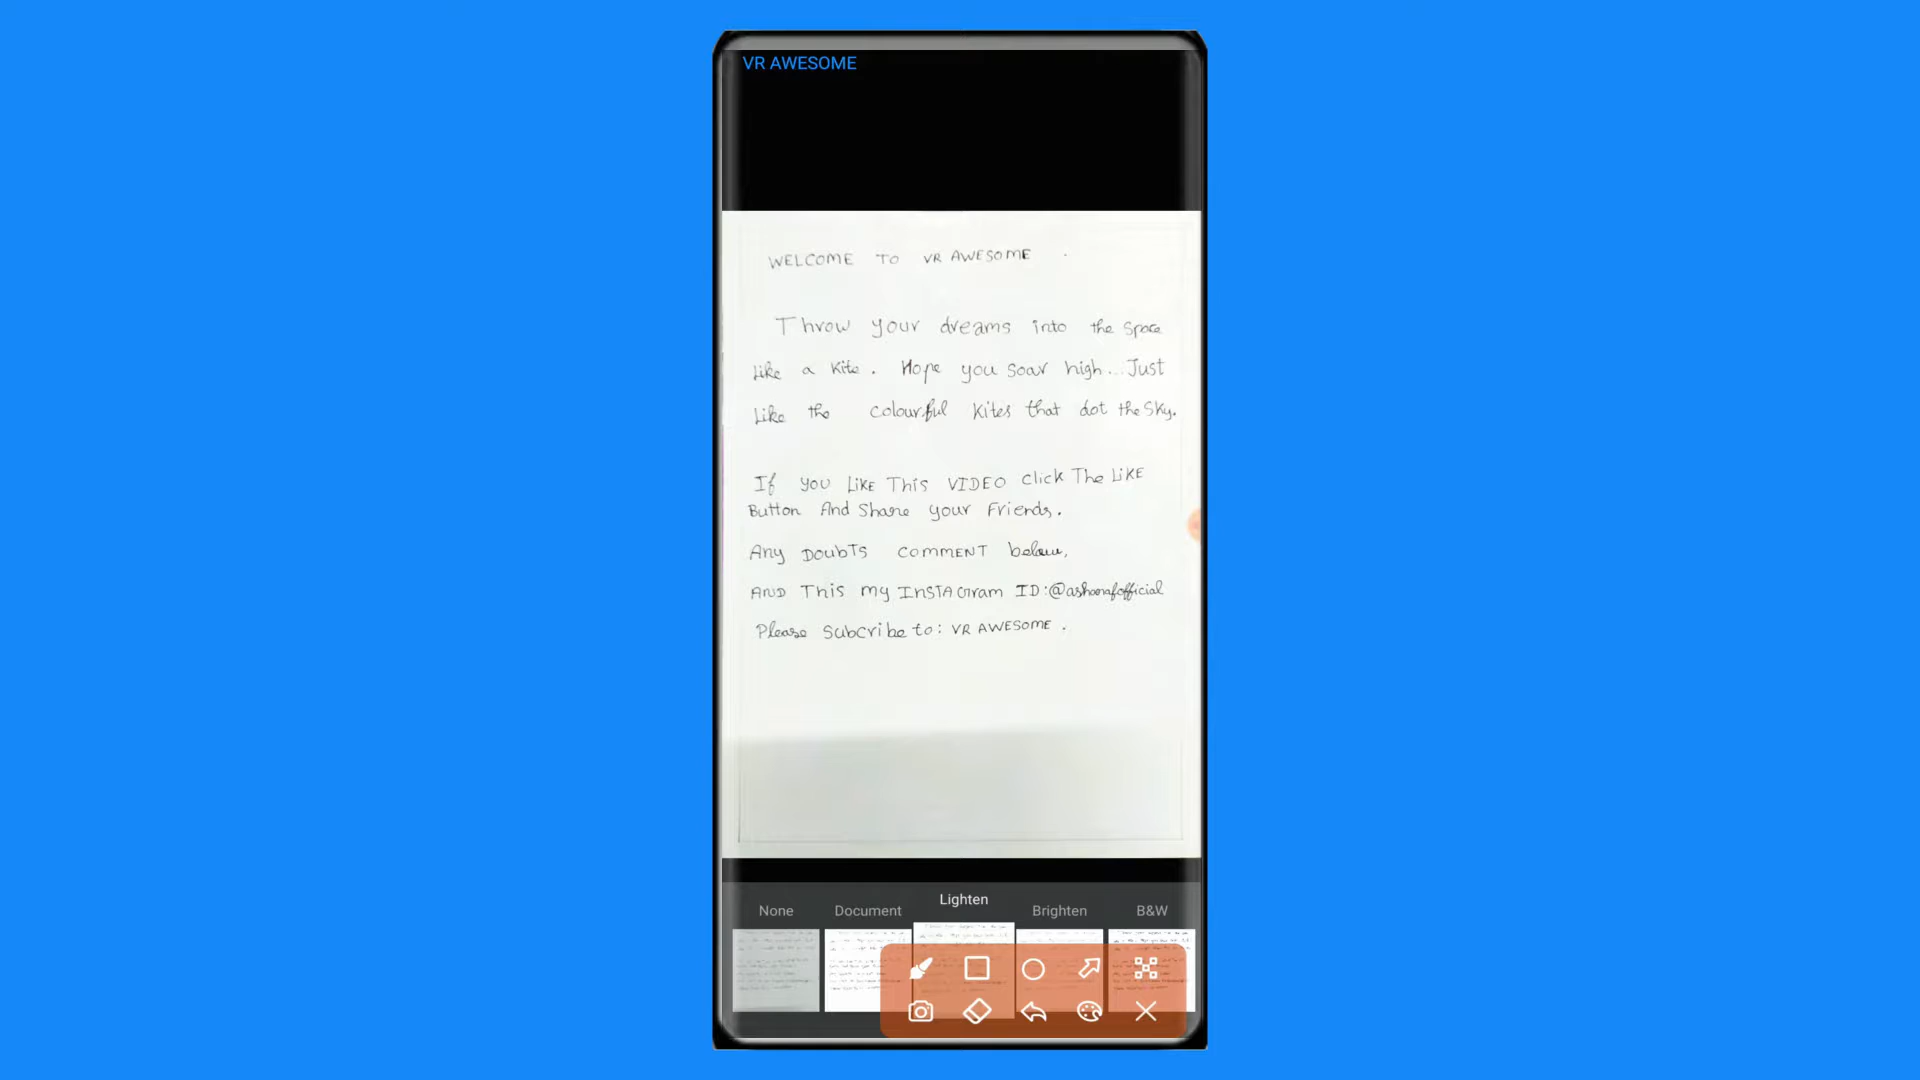 VR AWESOME
WELCOME TO VR AWESOME .
Throw your dreams into the space
Like a Kite. Hope you soar high... Just
Like the colourful Kites that dot the Sky.
If you LiKE This VIDEO click The LiKE
Button And Share your Friends.
Any DoubTs COMMENT below,
AND This my InSTAGram ID:@ashraafofficial
Please Subcribe to: VR AWESOME .
Lighten
None Document Brighten B&W